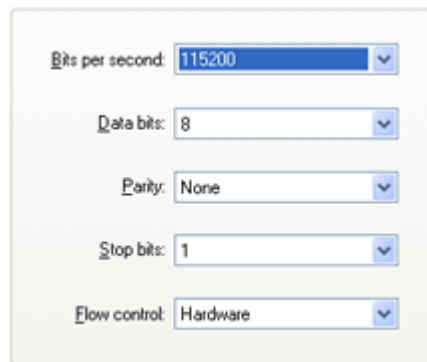 Bits per second: 115200
Data bits: 8
Parity: None
Stop bits: 1
Flow control: Hardware